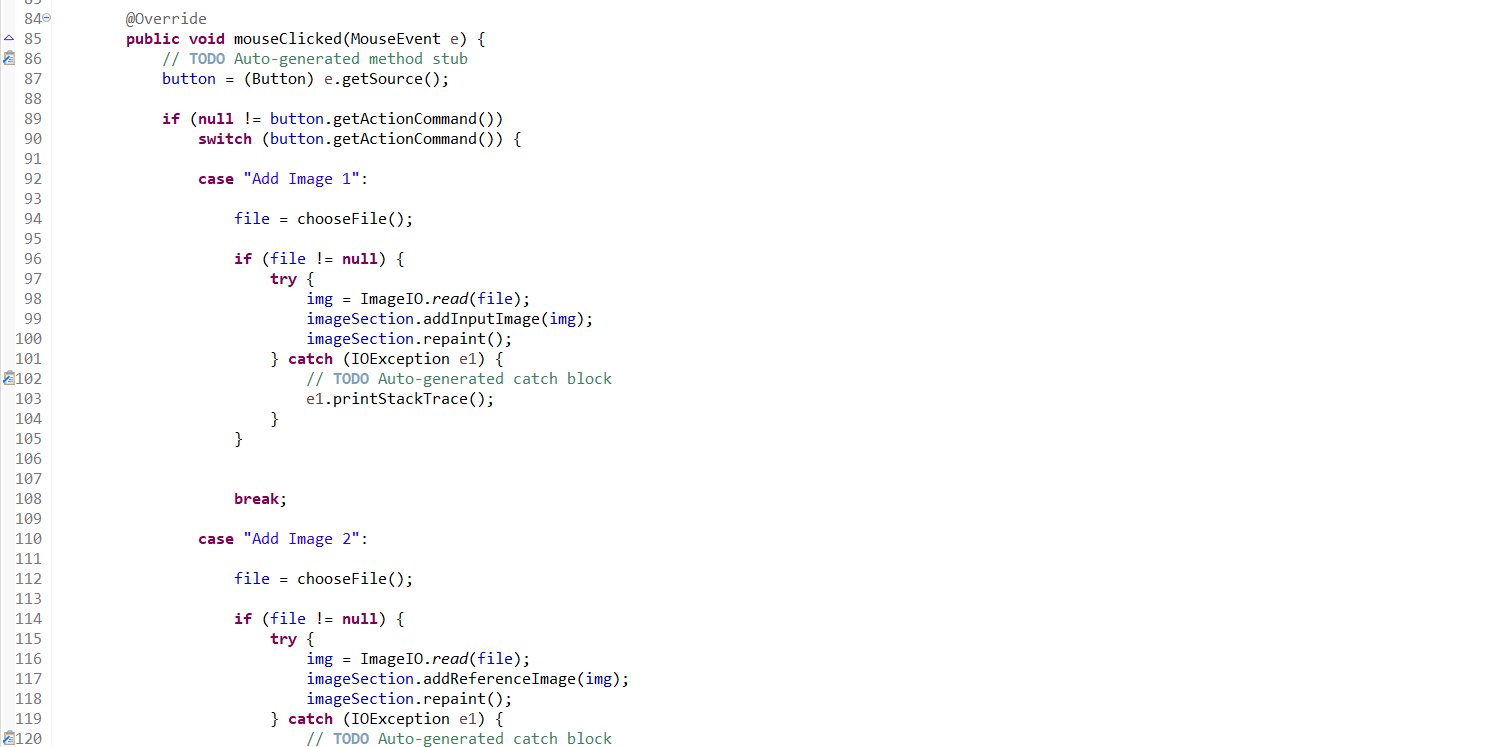 84 @Override
85 public void mouseClicked(MouseEvent e) {
86 // TODO Auto-generated method stub
87 button = (Button) e.getSource();
88
89 if (null != button.getActionCommand())
90 switch (button.getActionCommand()) {
91
92 case "Add Image 1":
93
94 file = chooseFile();
95
96 if (file != null) {
97 try {
98 img = ImageIO.read(file);
99 imageSection.addInputImage(img);
100 imageSection.repaint();
101 } catch (IOException e1) {
102 // TODO Auto-generated catch block
103 e1.printStackTrace();
104 }
105 }
106
107
108 break;
109
110 case "Add Image 2":
111
112 file = chooseFile();
113
114 if (file != null) {
115 try {
116 img = ImageIO.read(file);
117 imageSection.addReferenceImage(img);
118 imageSection.repaint();
119 } catch (IOException e1) {
120 // TODO Auto-generated catch block